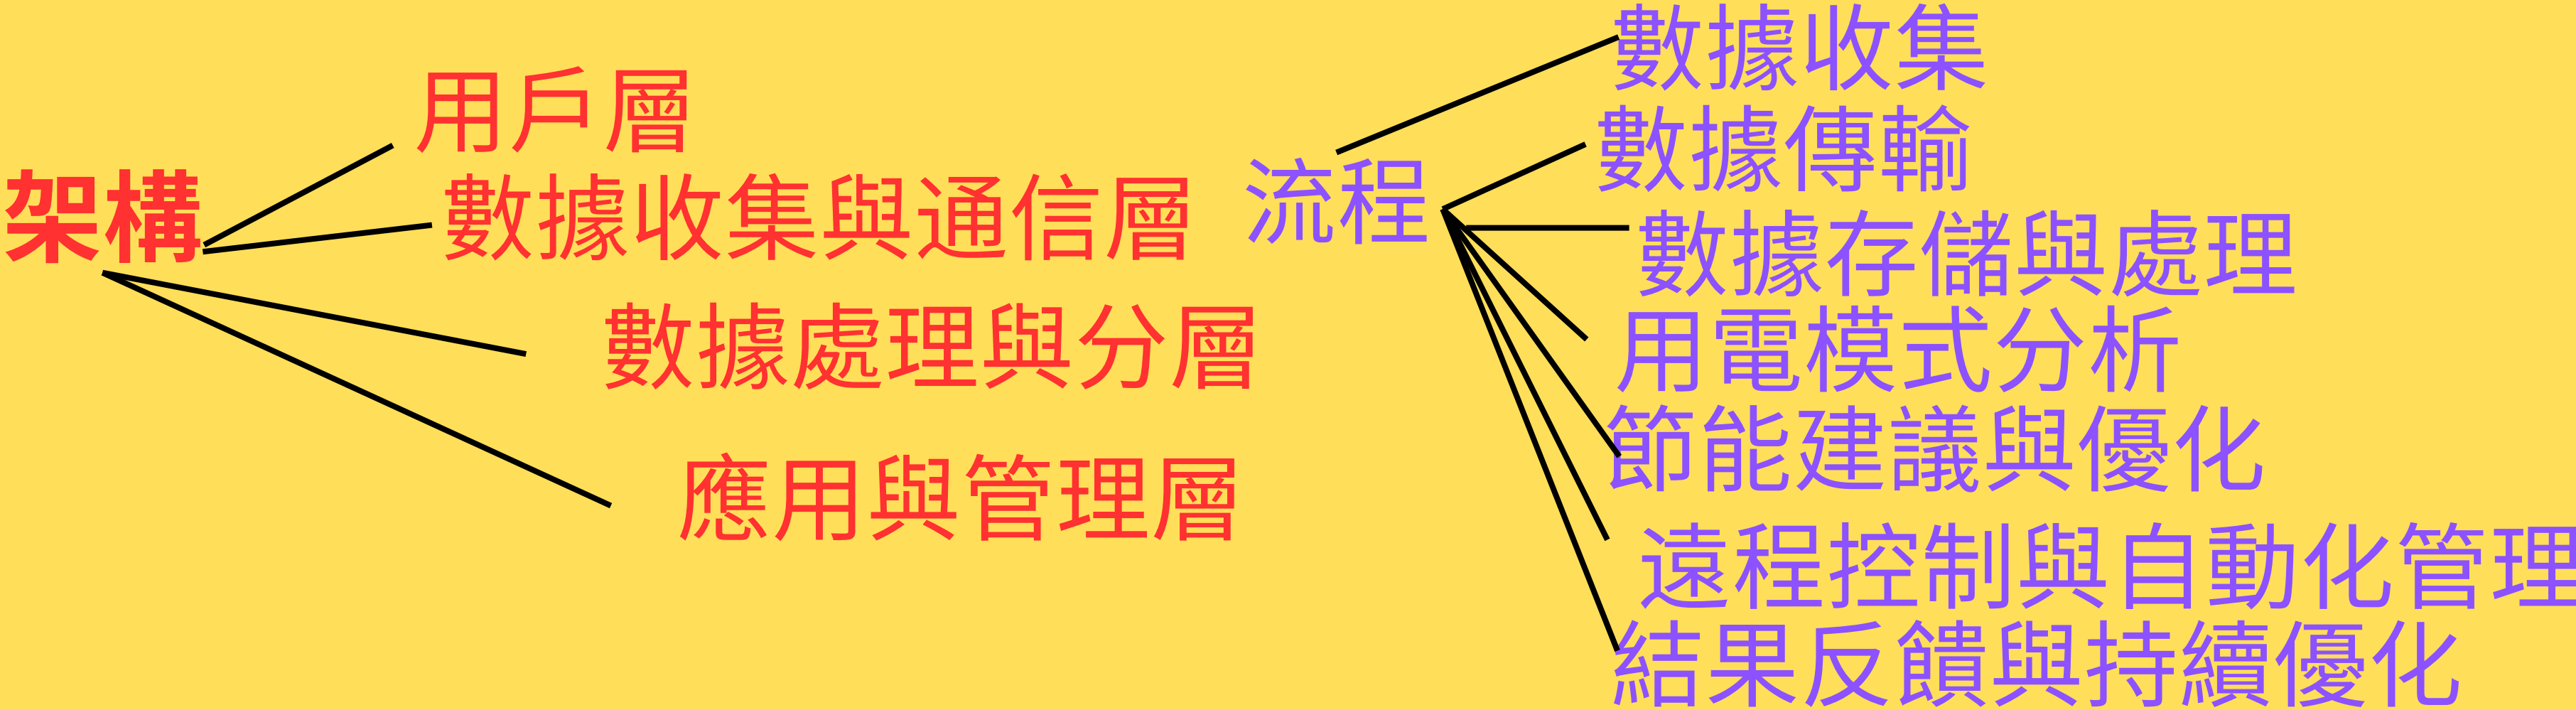 架構
用戶層
數據收集與通信層
數據處理與分層
應用與管理層
流程
數據收集
數據傳輸
數據存儲與處理
用電模式分析
節能建議與優化
遠程控制與自動化管理
結果反饋與持續優化